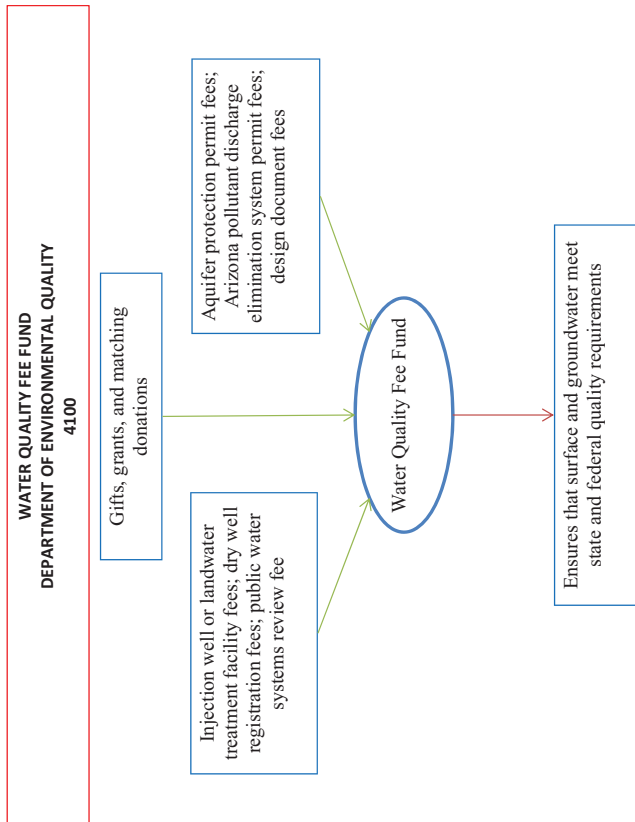 WATER QUALITY FEE FUND
DEPARTMENT OF ENVIRONMENTAL QUALITY
4100
Gifts, grants, and matching
donations
Injection well or landwater
treatment facility fees; dry well
registration fees; public water
systems review fee
Aquifer protection permit fees;
Arizona pollutant discharge
elimination system permit fees;
design document fees
Water Quality Fee Fund
Ensures that surface and groundwater meet
state and federal quality requirements